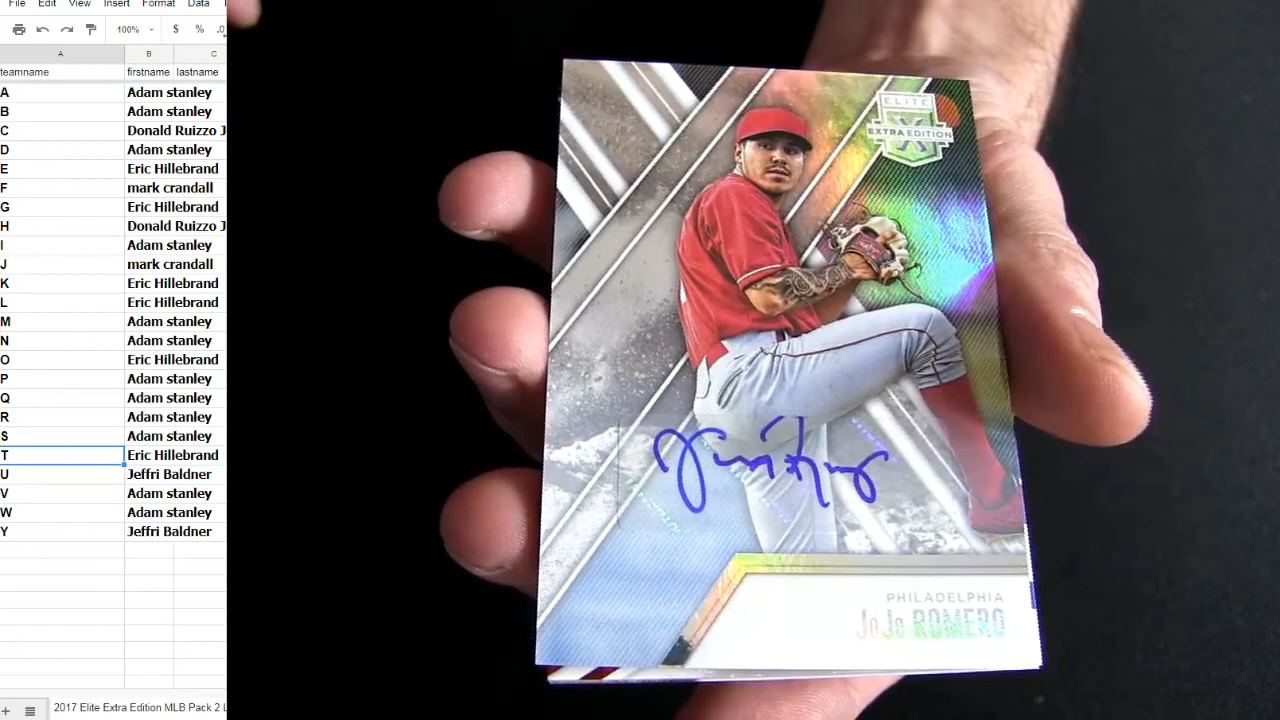 File Edit View Insert Format Data
100% $ % .0
A B C
teamname firstname lastname
A Adam stanley
B Adam stanley
C Donald Ruizzo J
D Adam stanley
E Eric Hillebrand
F mark crandall
G Eric Hillebrand
H Donald Ruizzo J
I Adam stanley
J mark crandall
K Eric Hillebrand
L Eric Hillebrand
M Adam stanley
N Adam stanley
O Eric Hillebrand
P Adam stanley
Q Adam stanley
R Adam stanley
S Adam stanley
T Eric Hillebrand
U Jeffri Baldner
V Adam stanley
W Adam stanley
Y Jeffri Baldner
2017 Elite Extra Edition MLB Pack 2 L
ELITE
X
EXTRA EDITION
PHILADELPHIA
JoJo ROMERO